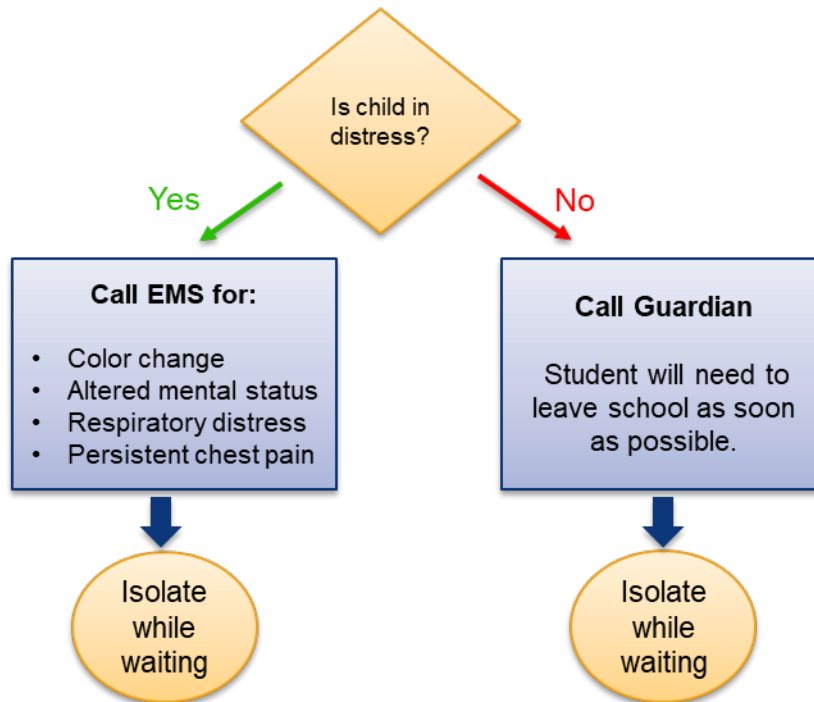 Is child in
distress?
Yes
No
Call EMS for:
• Color change
• Altered mental status
• Respiratory distress
• Persistent chest pain
Call Guardian
Student will need to
leave school as soon
as possible.
Isolate
while
waiting
Isolate
while
waiting